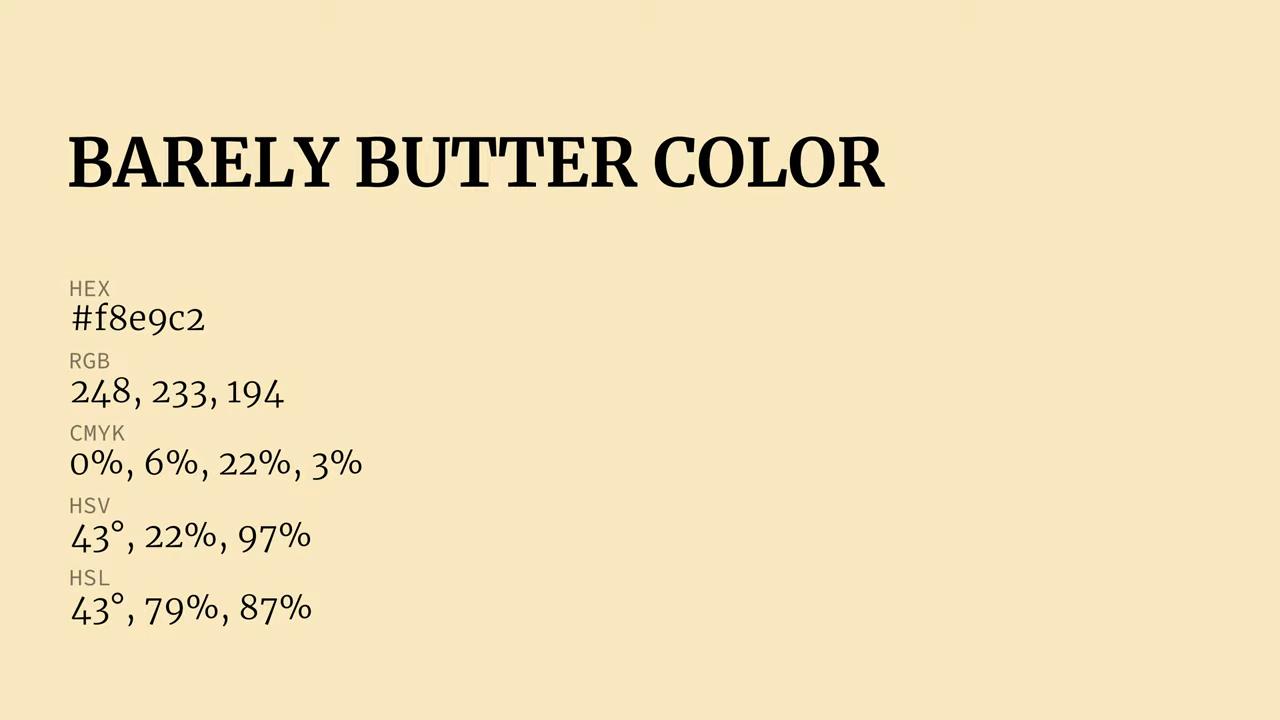 BARELY BUTTER COLOR
HEX
#f8e9c2
RGB
248, 233, 194
CMYK
0%, 6%, 22%, 3%
HSV
43°, 22%, 97%
HSL
43°, 79%, 87%